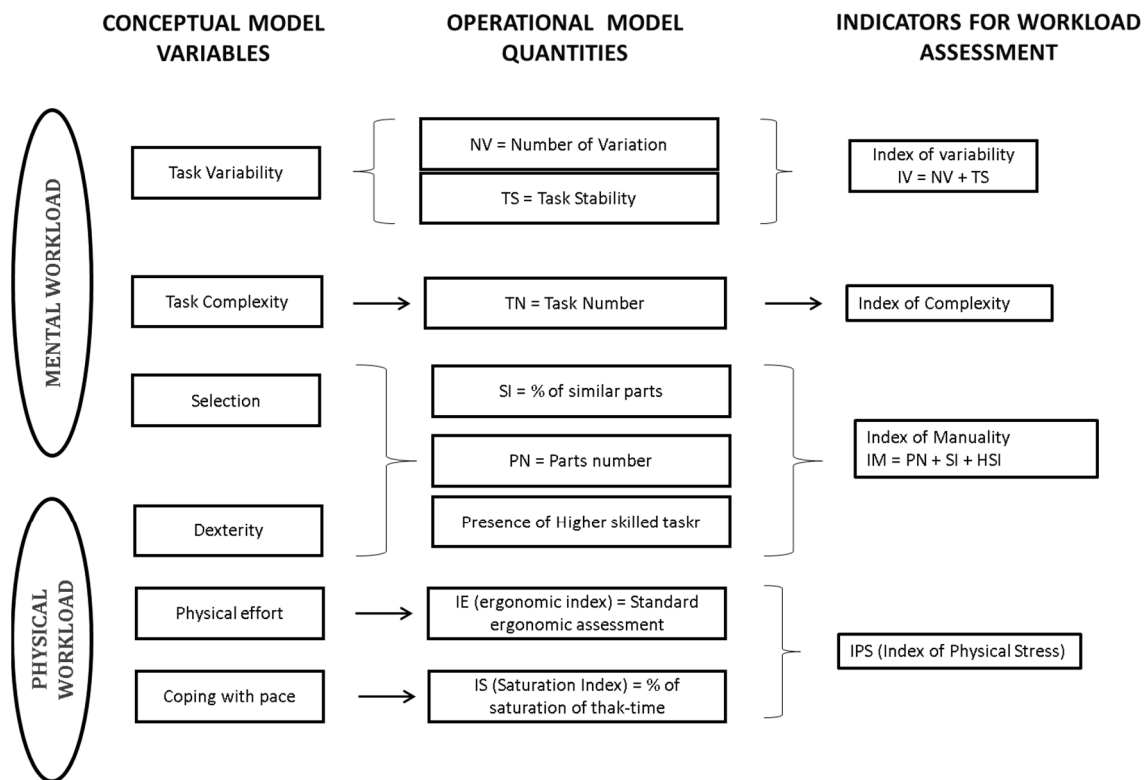 CONCEPTUAL MODEL
VARIABLES
OPERATIONAL MODEL
QUANTITIES
INDICATORS FOR WORKLOAD
ASSESSMENT
MENTAL WORKLOAD
Task Variability
NV = Number of Variation
TS = Task Stability
Index of variability
IV = NV + TS
Task Complexity
TN = Task Number
Index of Complexity
Selection
SI = % of similar parts
PN = Parts number
Index of Manuality
IM = PN + SI + HSI
Dexterity
Presence of Higher skilled taskr
PHYSICAL
WORKLOAD
Physical effort
IE (ergonomic index) = Standard
ergonomic assessment
IPS (Index of Physical Stress)
Coping with pace
IS (Saturation Index) = % of
saturation of thak-time